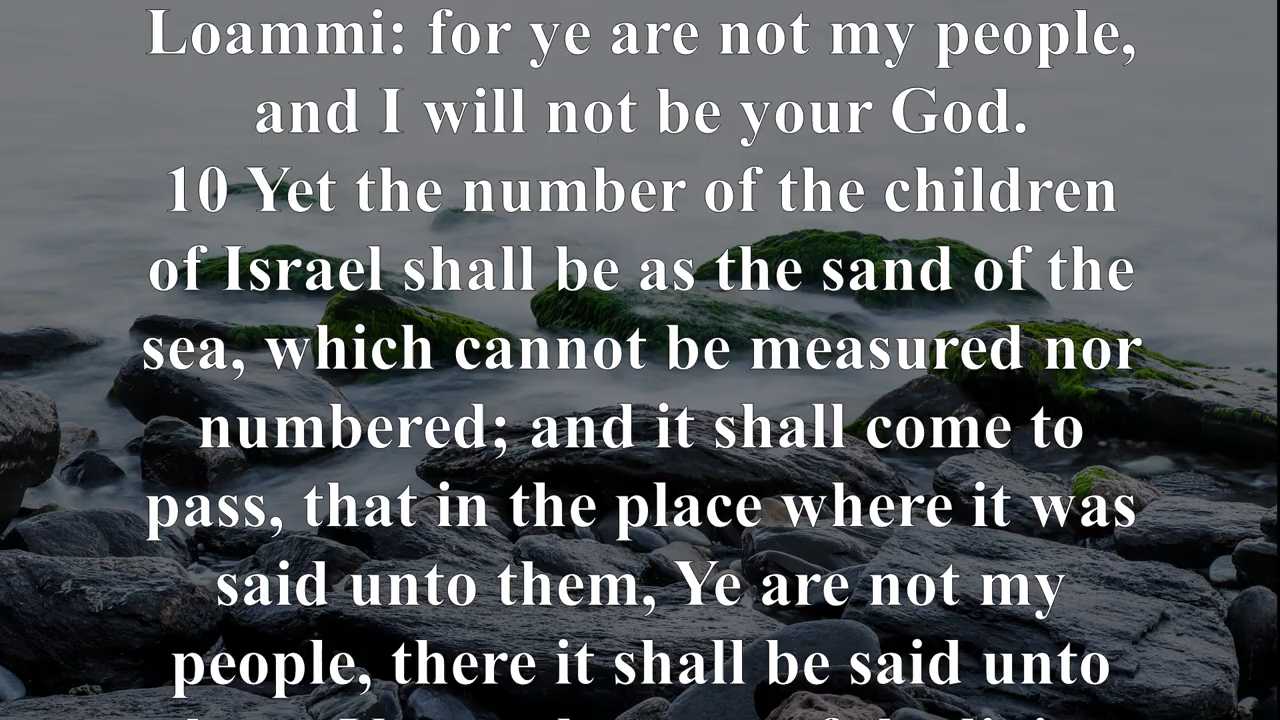 Loammi: for ye are not my people,
and I will not be your God.
10 Yet the number of the children
of Israel shall be as the sand of the
sea, which cannot be measured nor
numbered; and it shall come to
pass, that in the place where it was
said unto them, Ye are not my
people, there it shall be said unto